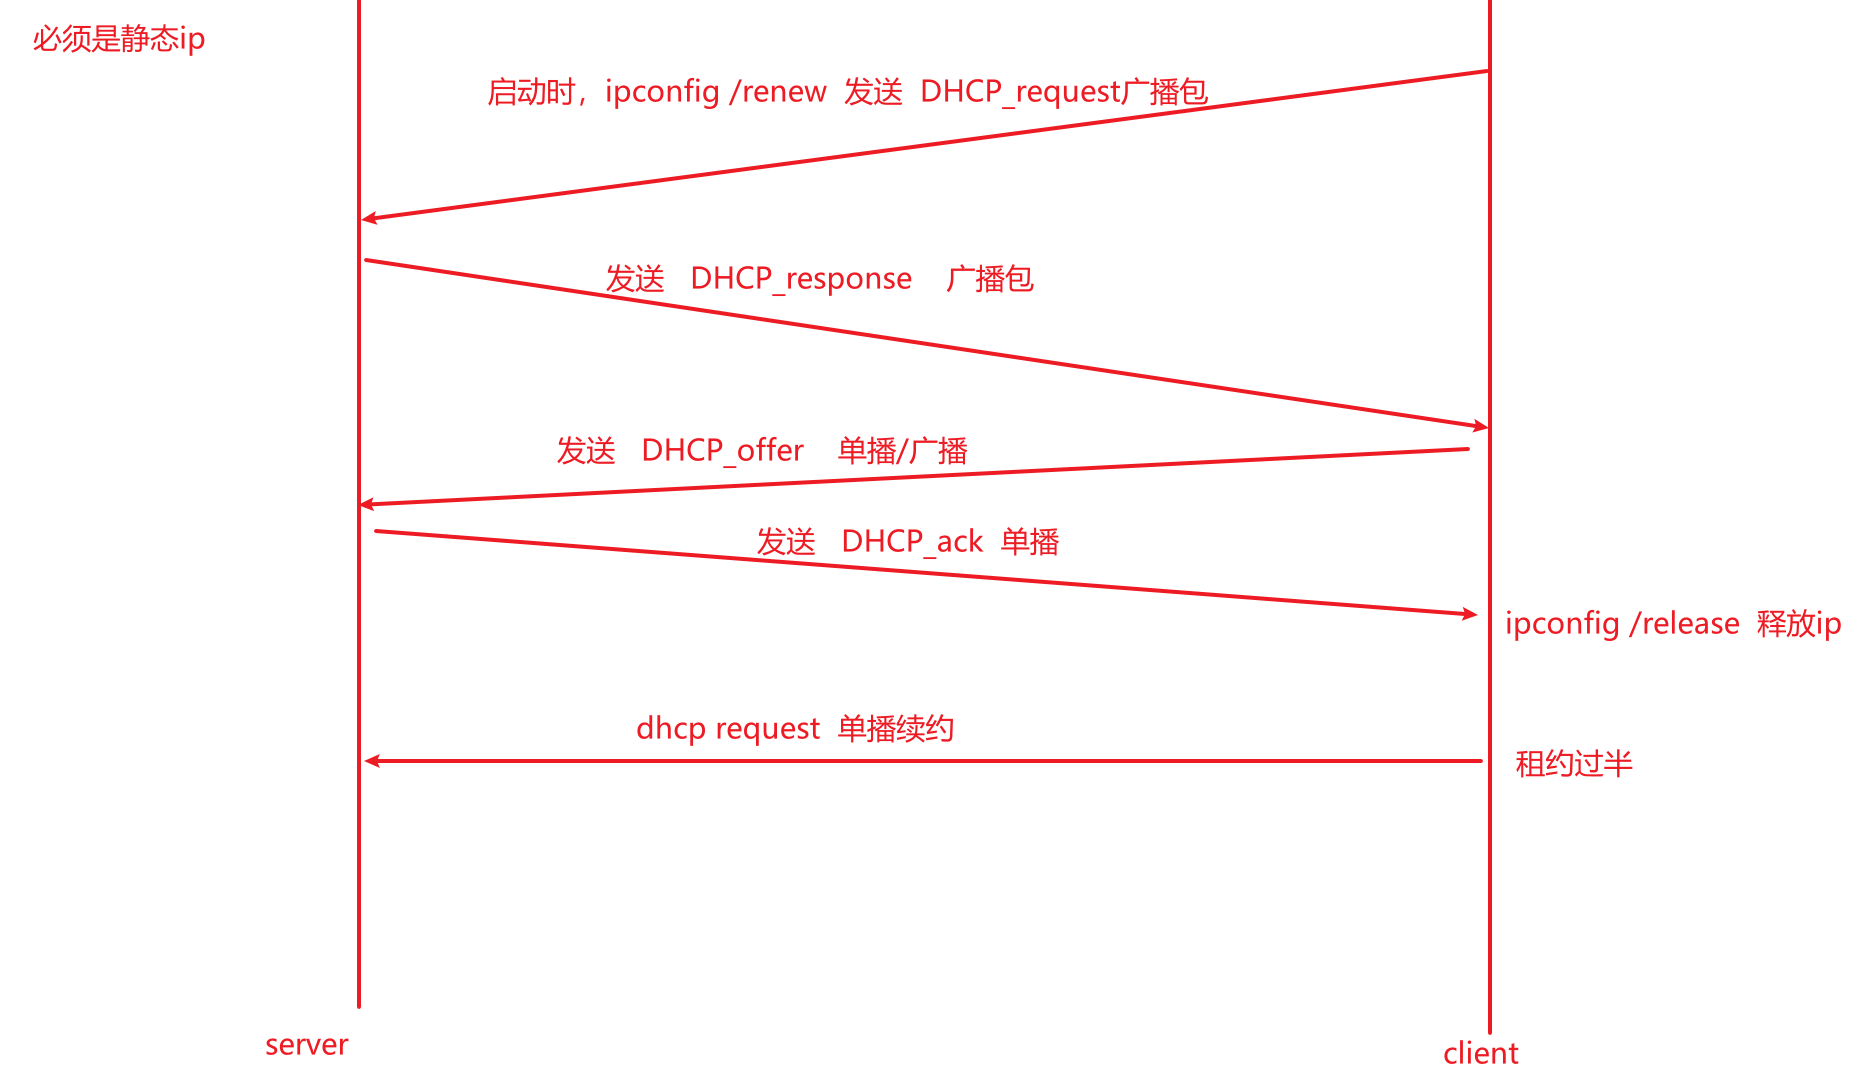 必须是静态ip
启动时，ipconfig /renew 发送 DHCP_request广播包
发送 DHCP_response 广播包
发送 DHCP_offer 单播/广播
发送 DHCP_ack 单播
ipconfig /release 释放ip
dhcp request 单播续约
租约过半
server
client